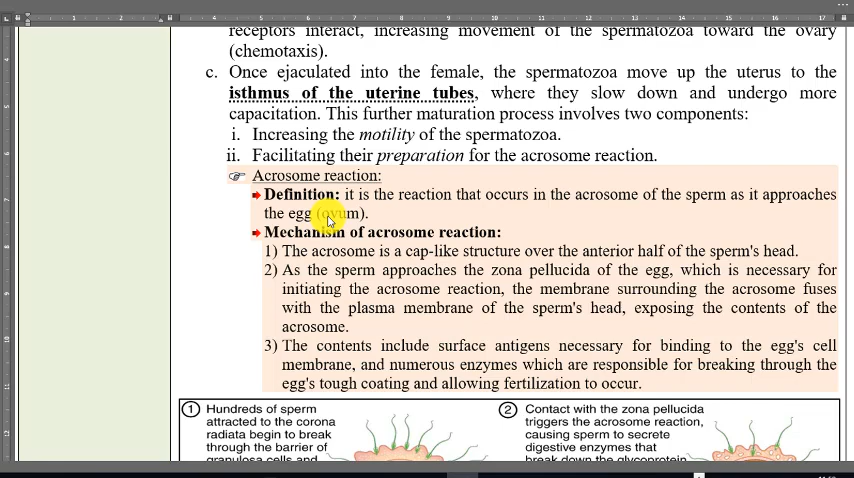 receptors interact, increasing movement of the spermatozoa toward the ovary
(chemotaxis).
c. Once ejaculated into the female, the spermatozoa move up the uterus to the
isthmus of the uterine tubes, where they slow down and undergo more
capacitation. This further maturation process involves two components:
i. Increasing the motility of the spermatozoa.
ii. Facilitating their preparation for the acrosome reaction.
Acrosome reaction:
Definition: it is the reaction that occurs in the acrosome of the sperm as it approaches
the egg (ovum).
Mechanism of acrosome reaction:
1) The acrosome is a cap-like structure over the anterior half of the sperm's head.
2) As the sperm approaches the zona pellucida of the egg, which is necessary for
initiating the acrosome reaction, the membrane surrounding the acrosome fuses
with the plasma membrane of the sperm's head, exposing the contents of the
acrosome.
3) The contents include surface antigens necessary for binding to the egg's cell
membrane, and numerous enzymes which are responsible for breaking through the
egg's tough coating and allowing fertilization to occur.
1 Hundreds of sperm
attracted to the corona
radiata begin to break
through the barrier of
granulosa cells and
2 Contact with the zona pellucida
triggers the acrosome reaction,
causing sperm to secrete
digestive enzymes that
break down the glycoprotein